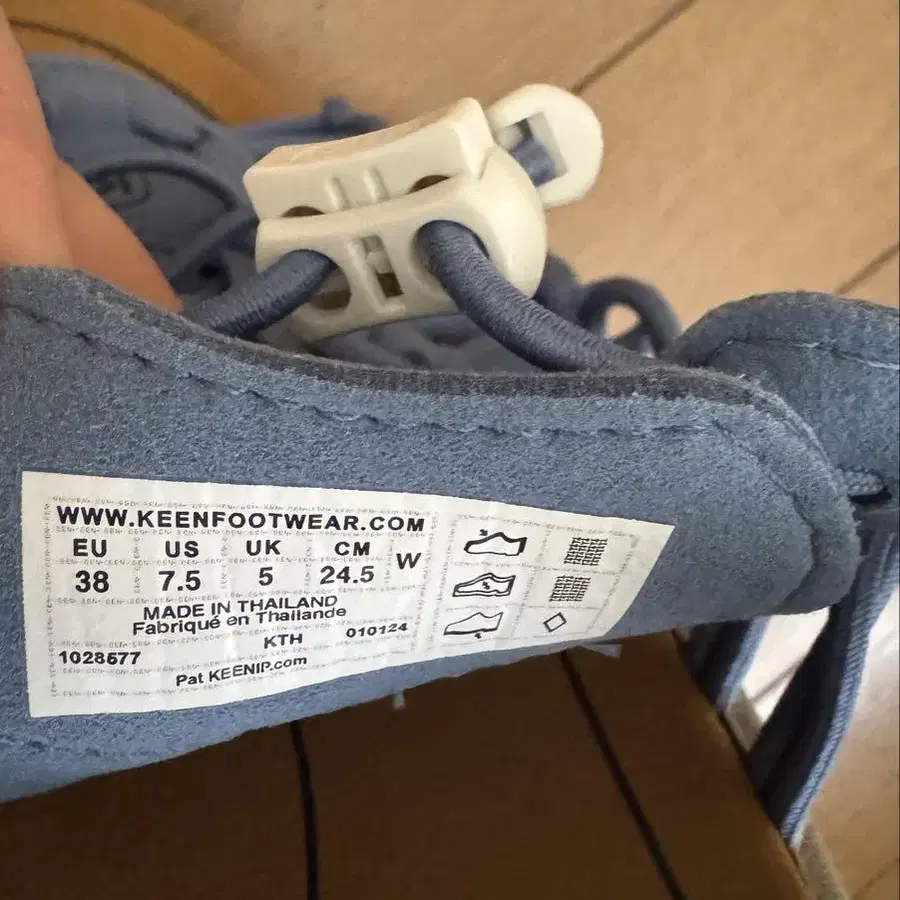 WWW.KEENFOOTWEAR.COM
EU US UK CM W
38 7.5 5 24.5
MADE IN THAILAND
Fabriqué en Thailande
KTH 010124
1028577
Pat KEENIP.com